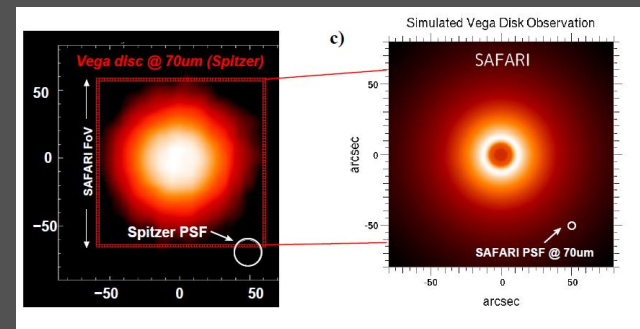 Vega disc @ 70um (Spitzer)
50
0
−50
SAFARI FoV
Spitzer PSF
−50
0
50
c)
Simulated Vega Disk Observation
SAFARI
50
0
-50
arcsec
SAFARI PSF @ 70um
-50
0
50
arcsec